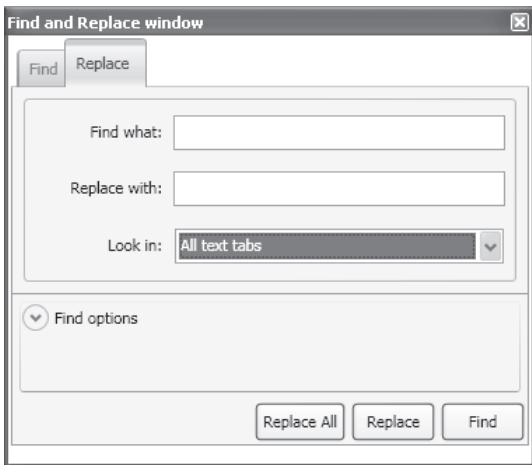 Find and Replace window
Find Replace
Find what:
Replace with:
Look in: All text tabs
Find options
Replace All Replace Find